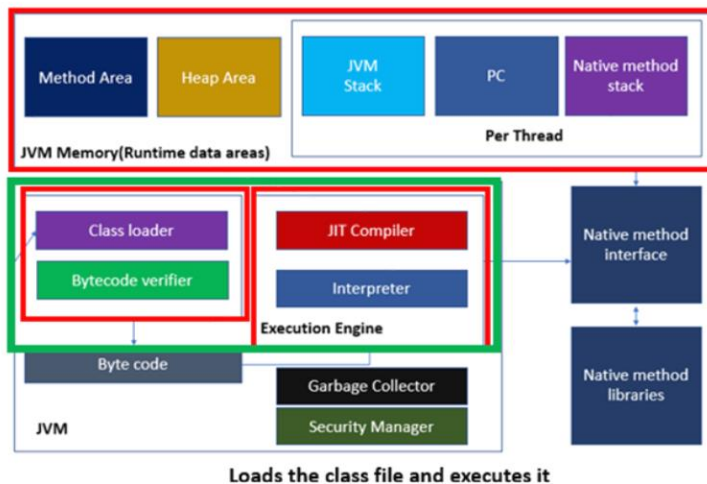 Method Area
Heap Area
JVM
Stack
PC
Native method
stack
Per Thread
JVM Memory(Runtime data areas)
Class loader
Bytecode verifier
JIT Compiler
Interpreter
Execution Engine
Native method
interface
Byte code
Garbage Collector
Security Manager
JVM
Native method
libraries
Loads the class file and executes it